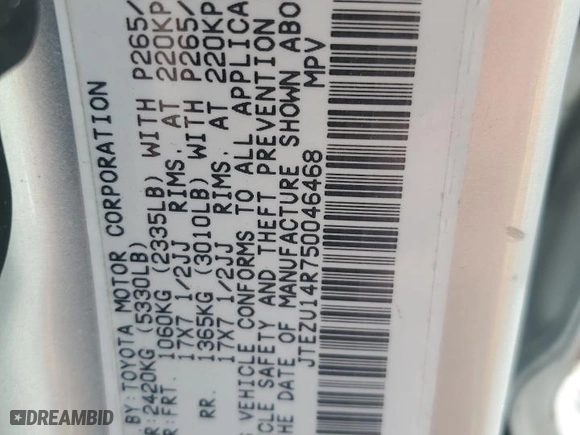 BY: TOYOTA MOTOR CORPORATION
R: 2420KG (5330LB)
R: FRT. 1060KG (2335LB) WITH P265/
17X7 1/2JJ RIMS, AT 220KP
RR. 1365KG (3010LB) WITH P265/
17X7 1/2JJ RIMS, AT 220KP
VEHICLE CONFORMS TO ALL APPLICA
CLE SAFETY AND THEFT PREVENTION
HE DATE OF MANUFACTURE SHOWN ABO
JTEZU14R750046468 MPV
DREAMBID